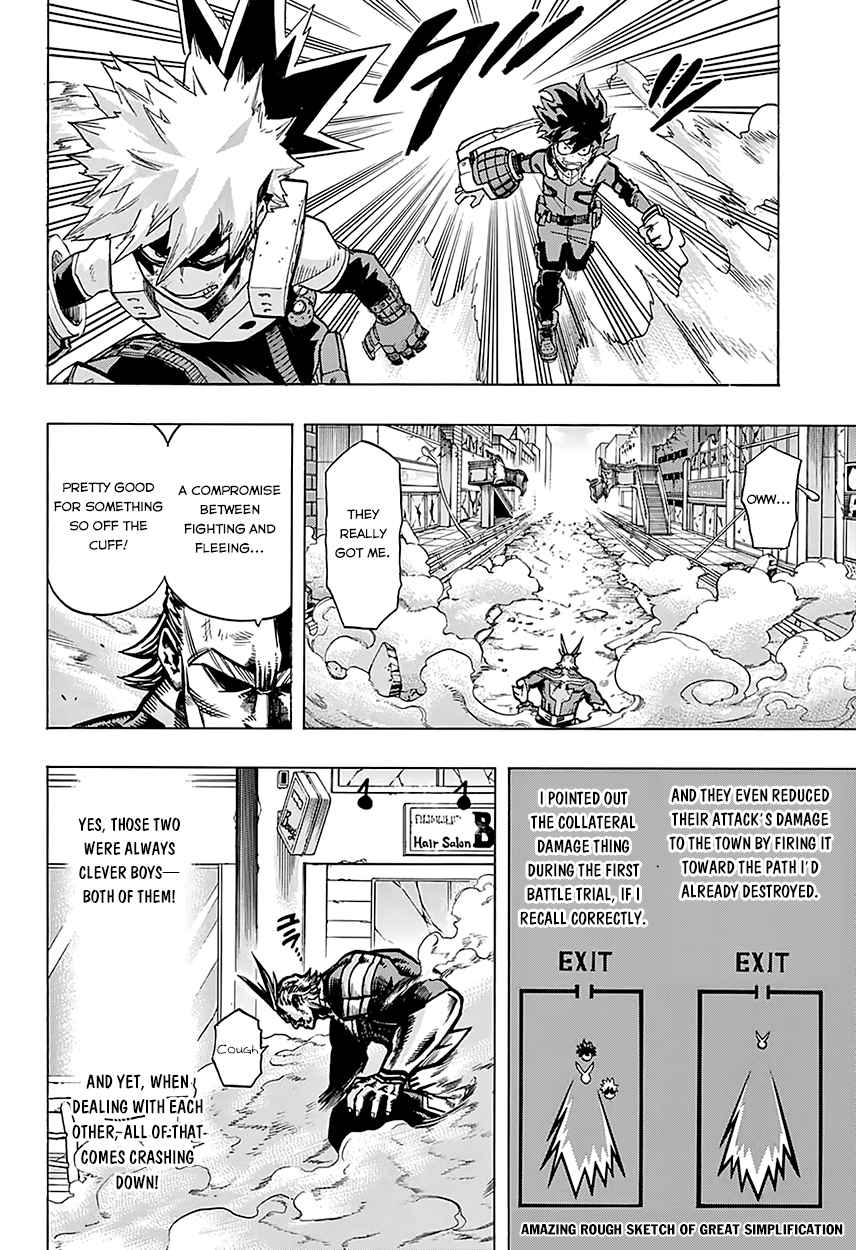 ダッ
OWW...
THEY
REALLY
GOT ME.
A COMPROMISE
BETWEEN
FIGHTING AND
FLEEING...
PRETTY GOOD
FOR SOMETHING
SO OFF THE
CUFF!
AND THEY EVEN REDUCED
THEIR ATTACK'S DAMAGE
TO THE TOWN BY FIRING IT
TOWARD THE PATH I'D
ALREADY DESTROYED.
I POINTED OUT
THE COLLATERAL
DAMAGE THING
DURING THE FIRST
BATTLE TRIAL, IF I
RECALL CORRECTLY.
EXIT
EXIT
AMAZING ROUGH SKETCH OF GREAT SIMPLIFICATION
Hair Salon B
YES, THOSE TWO
WERE ALWAYS
CLEVER BOYS—
BOTH OF THEM!
COUGH
AND YET, WHEN
DEALING WITH EACH
OTHER, ALL OF THAT
COMES CRASHING
DOWN!